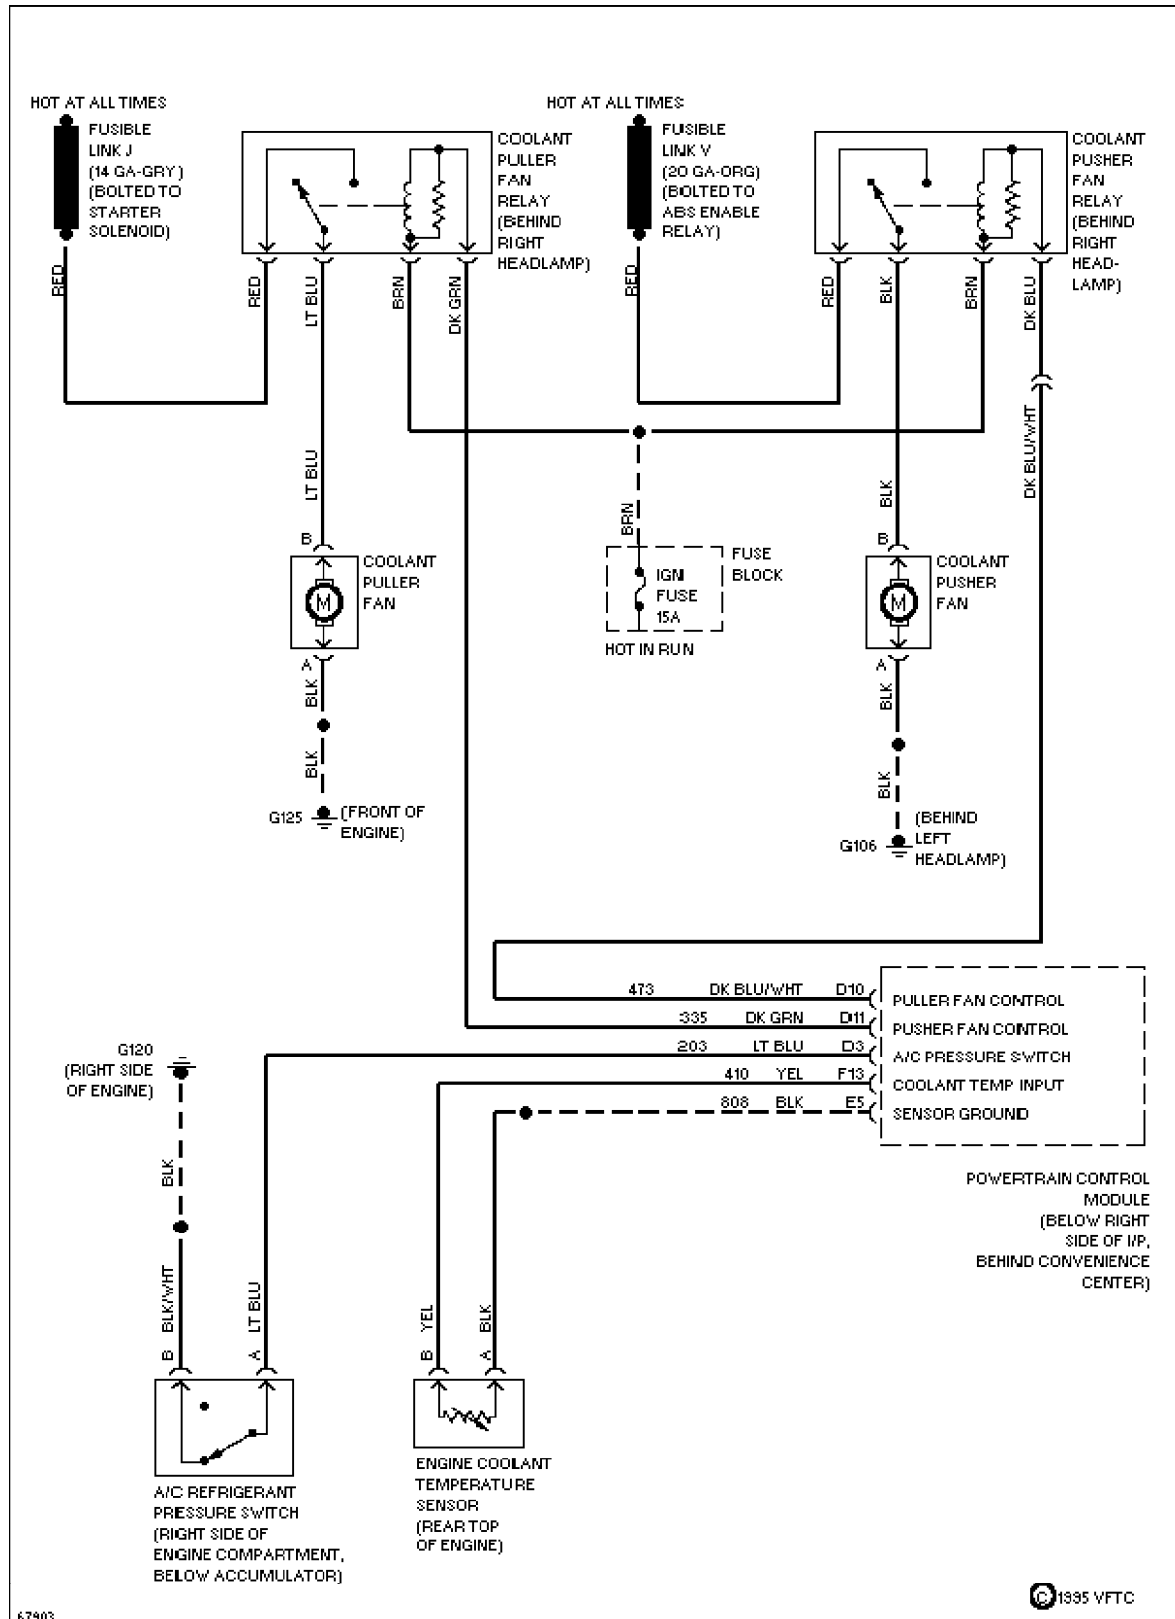 HOT AT ALL TIMES
FUSIBLE
LINK J
(14 GA-GRY)
(BOLTED TO
STARTER
SOLENOID)
COOLANT
PULLER
FAN
RELAY
(BEHIND
RIGHT
HEADLAMP)
HOT AT ALL TIMES
FUSIBLE
LINK V
(20 GA-ORG)
(BOLTED TO
ABS ENABLE
RELAY)
COOLANT
PUSHER
FAN
RELAY
(BEHIND
RIGHT
HEAD-
LAMP)
RED
RED
LT BLU
BRN
DK GRN
RED
RED
BLK
BRN
DK BLU
LT BLU
BRN
BLK
DK BLU/WHT
B
COOLANT
PULLER
FAN
M
A
BLK
BLK
G125
(FRONT OF
ENGINE)
FUSE
BLOCK
IGN
FUSE
15A
HOT IN RUN
B
COOLANT
PUSHER
FAN
M
A
BLK
BLK
G106
(BEHIND
LEFT
HEADLAMP)
473 DK BLU/WHT D10 PULLER FAN CONTROL
335 DK GRN D11 PUSHER FAN CONTROL
203 LT BLU D3 A/C PRESSURE SWITCH
410 YEL F13 COOLANT TEMP INPUT
808 BLK E5 SENSOR GROUND
POWERTRAIN CONTROL
MODULE
(BELOW RIGHT
SIDE OF I/P,
BEHIND CONVENIENCE
CENTER)
G120
(RIGHT SIDE
OF ENGINE)
BLK
B BLK/WHT
A LT BLU
B YEL
A BLK
A/C REFRIGERANT
PRESSURE SWITCH
(RIGHT SIDE OF
ENGINE COMPARTMENT,
BELOW ACCUMULATOR)
ENGINE COOLANT
TEMPERATURE
SENSOR
(REAR TOP
OF ENGINE)
© 1995 VFTC
67903